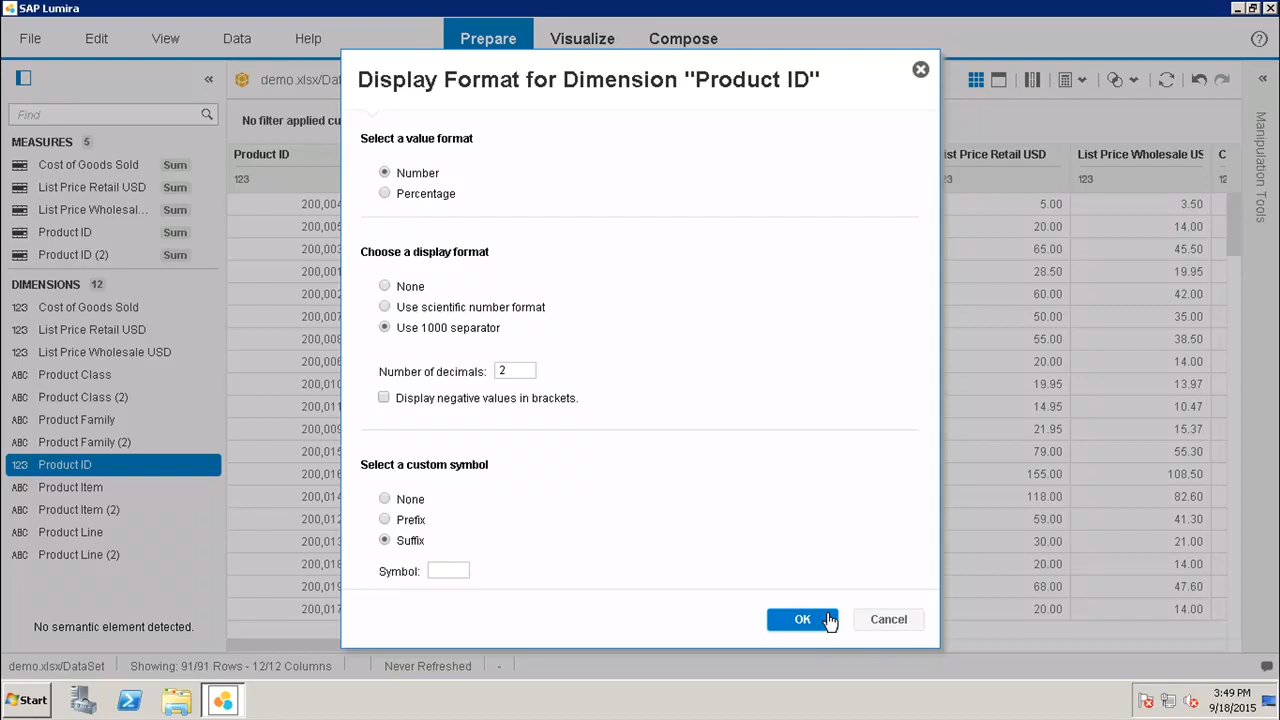 SAP Lumira
File Edit View Data Help Prepare Visualize Compose
Display Format for Dimension "Product ID"
demo.xlsx/Dat
Find
No filter applied cu
MEASURES 5
Cost of Goods Sold Sum
List Price Retail USD Sum
List Price Wholesal... Sum
Product ID Sum
Product ID (2) Sum
DIMENSIONS 12
123 Cost of Goods Sold
123 List Price Retail USD
123 List Price Wholesale USD
ABC Product Class
ABC Product Class (2)
ABC Product Family
ABC Product Family (2)
123 Product ID
ABC Product Item
ABC Product Item (2)
ABC Product Line
ABC Product Line (2)
No semantic enrichment detected.
Product ID
123
200,004
200,005
200,003
200,001
200,002
200,007
200,008
200,006
200,010
200,011
200,009
200,015
200,016
200,014
200,012
200,013
200,018
200,019
200,017
Select a value format
Number
Percentage
Choose a display format
None
Use scientific number format
Use 1000 separator
Number of decimals: 2
Display negative values in brackets.
Select a custom symbol
None
Prefix
Suffix
Symbol:
OK Cancel
ist Price Retail USD List Price Wholesale US C
23 123 12
5.00 3.50
20.00 14.00
65.00 45.50
28.50 19.95
60.00 42.00
50.00 35.00
55.00 38.50
20.00 14.00
19.95 13.97
14.95 10.47
21.95 15.37
79.00 55.30
155.00 108.50
118.00 82.60
59.00 41.30
30.00 21.00
20.00 14.00
68.00 47.60
20.00 14.00
Manipulation Tools
demo.xlsx/DataSet Showing: 91/91 Rows - 12/12 Columns Never Refreshed -
Start
3:49 PM
9/18/2015